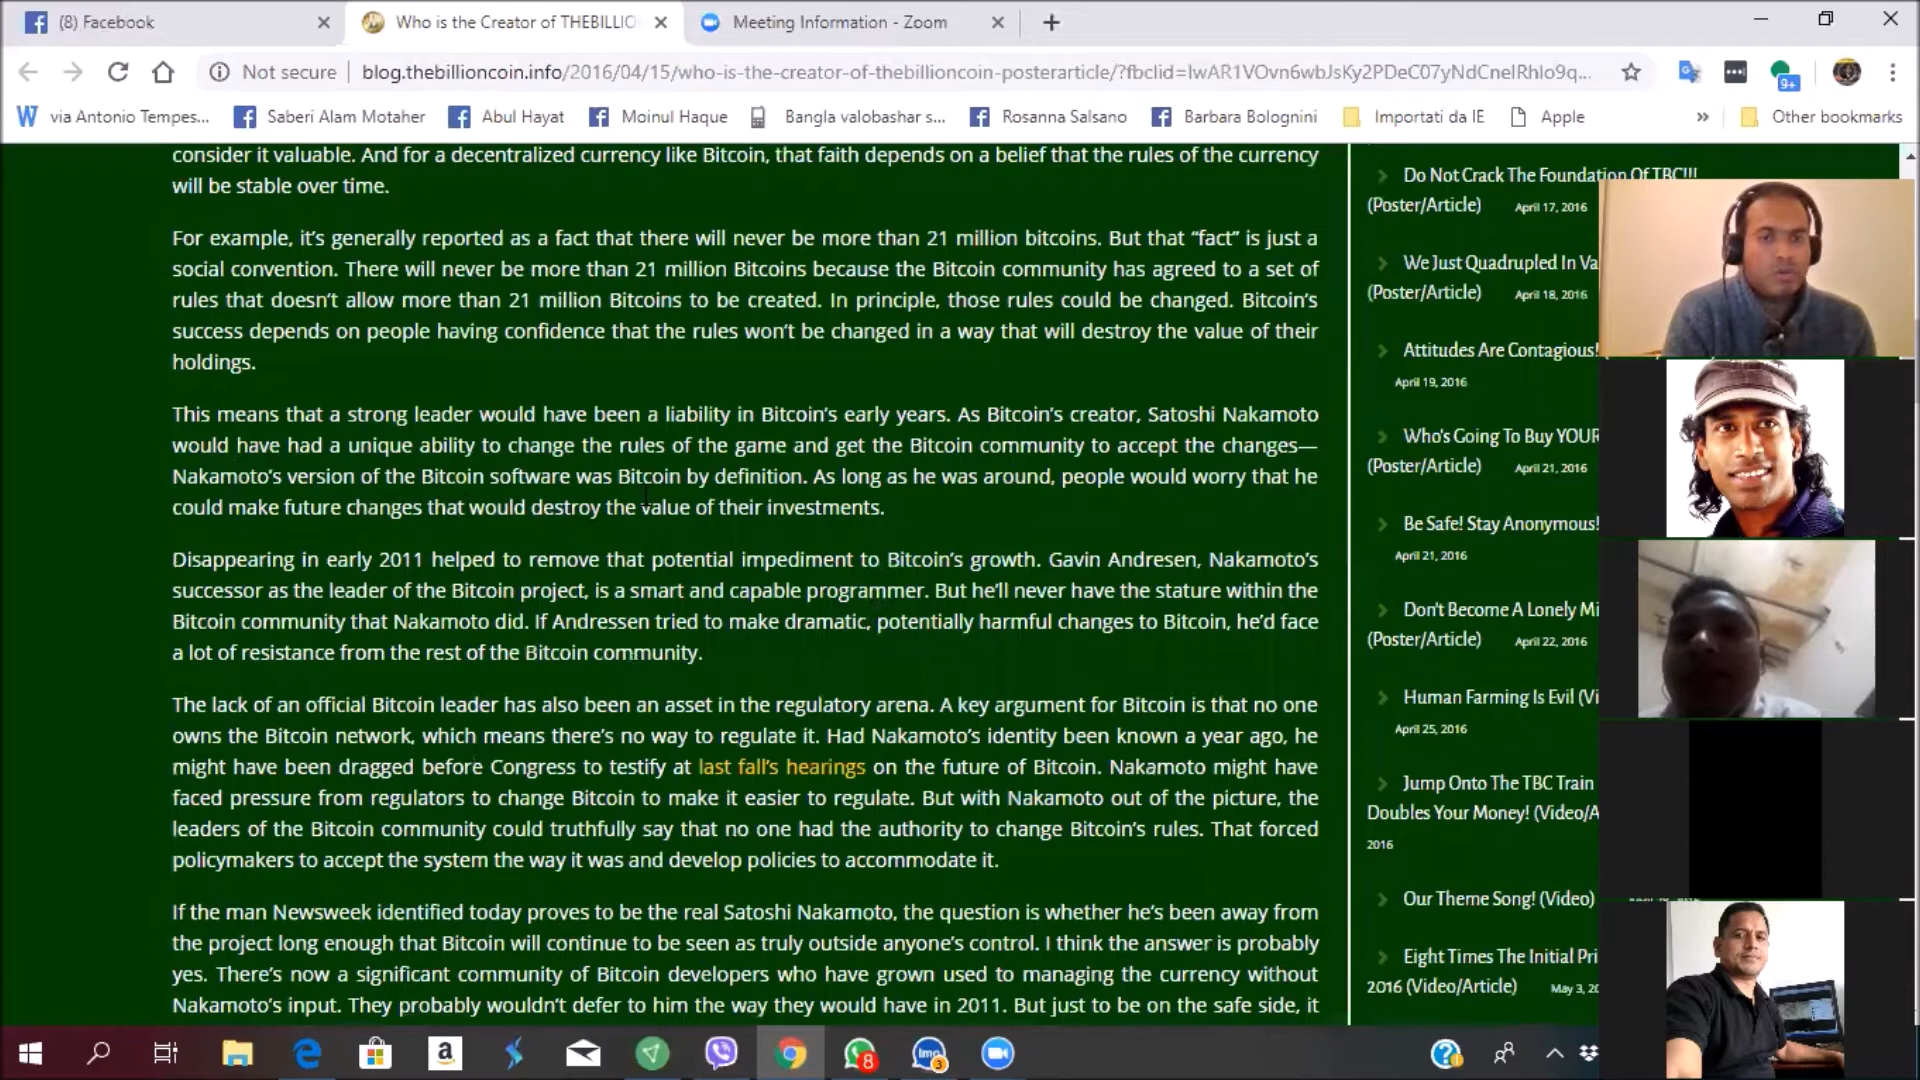 (8) Facebook
Who is the Creator of THEBILLIO
Meeting Information - Zoom
Not secure
blog.thebillioncoin.info/2016/04/15/who-is-the-creator-of-thebillioncoin-posterarticle/?fbclid=IwAR1VOvn6wbJsKy2PDeC07yNdCnelRhIo9q...
9+
via Antonio Tempes...
Saberi Alam Motaher
Abul Hayat
Moinul Haque
Bangla valobashar s...
Rosanna Salsano
Barbara Bolognini
Importati da IE
Apple
Other bookmarks
consider it valuable. And for a decentralized currency like Bitcoin, that faith depends on a belief that the rules of the currency
will be stable over time.
For example, it's generally reported as a fact that there will never be more than 21 million bitcoins. But that “fact” is just a
social convention. There will never be more than 21 million Bitcoins because the Bitcoin community has agreed to a set of
rules that doesn't allow more than 21 million Bitcoins to be created. In principle, those rules could be changed. Bitcoin's
success depends on people having confidence that the rules won't be changed in a way that will destroy the value of their
holdings.
This means that a strong leader would have been a liability in Bitcoin's early years. As Bitcoin's creator, Satoshi Nakamoto
would have had a unique ability to change the rules of the game and get the Bitcoin community to accept the changes—
Nakamoto's version of the Bitcoin software was Bitcoin by definition. As long as he was around, people would worry that he
could make future changes that would destroy the value of their investments.
Disappearing in early 2011 helped to remove that potential impediment to Bitcoin's growth. Gavin Andresen, Nakamoto's
successor as the leader of the Bitcoin project, is a smart and capable programmer. But he'll never have the stature within the
Bitcoin community that Nakamoto did. If Andressen tried to make dramatic, potentially harmful changes to Bitcoin, he'd face
a lot of resistance from the rest of the Bitcoin community.
The lack of an official Bitcoin leader has also been an asset in the regulatory arena. A key argument for Bitcoin is that no one
owns the Bitcoin network, which means there's no way to regulate it. Had Nakamoto's identity been known a year ago, he
might have been dragged before Congress to testify at last fall's hearings on the future of Bitcoin. Nakamoto might have
faced pressure from regulators to change Bitcoin to make it easier to regulate. But with Nakamoto out of the picture, the
leaders of the Bitcoin community could truthfully say that no one had the authority to change Bitcoin's rules. That forced
policymakers to accept the system the way it was and develop policies to accommodate it.
If the man Newsweek identified today proves to be the real Satoshi Nakamoto, the question is whether he's been away from
the project long enough that Bitcoin will continue to be seen as truly outside anyone's control. I think the answer is probably
yes. There's now a significant community of Bitcoin developers who have grown used to managing the currency without
Nakamoto's input. They probably wouldn't defer to him the way they would have in 2011. But just to be on the safe side, it
Do Not Crack The Foundation Of TBC!!!
(Poster/Article) April 17, 2016
We Just Quadrupled In Va
(Poster/Article) April 18, 2016
Attitudes Are Contagious!
April 19, 2016
Who's Going To Buy YOUR
(Poster/Article) April 21, 2016
Be Safe! Stay Anonymous!
April 21, 2016
Don't Become A Lonely Mi
(Poster/Article) April 22, 2016
Human Farming Is Evil (Vi
April 25, 2016
Jump Onto The TBC Train
Doubles Your Money! (Video/A
2016
Our Theme Song! (Video)
Eight Times The Initial Pri
2016 (Video/Article) May 3, 20
8
imo
3